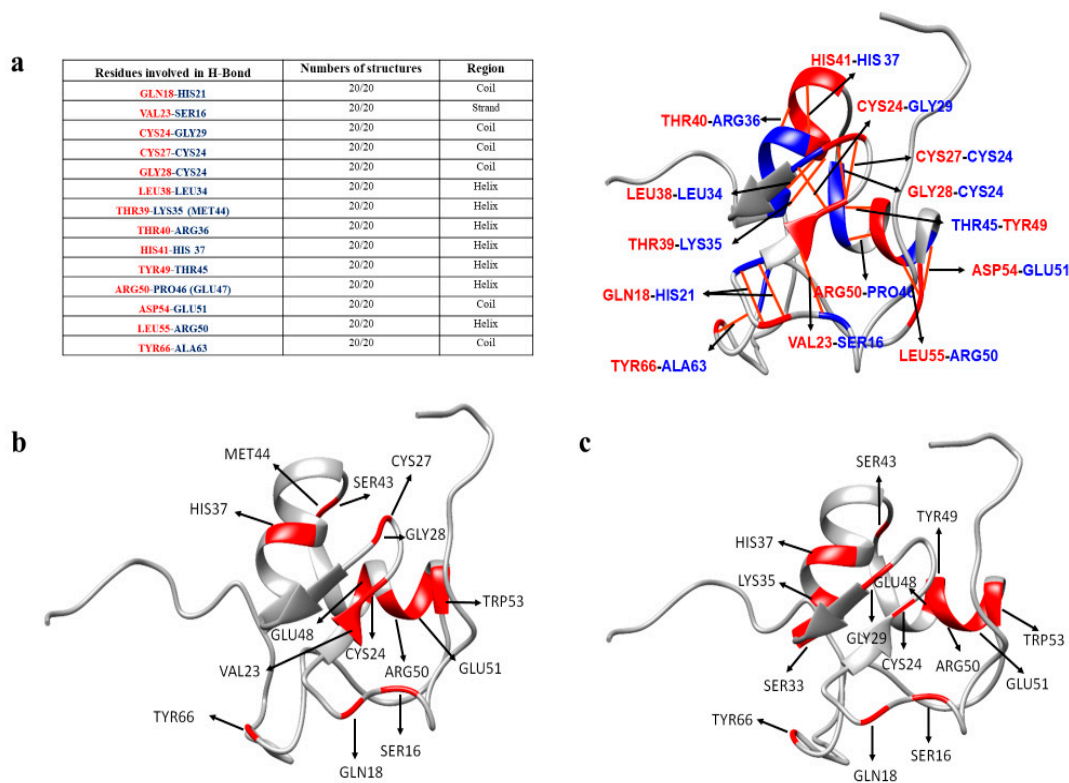 a
Residues involved in H-Bond Numbers of structures Region
GLN18-HIS21 20/20 Coil
VAL23-SER16 20/20 Strand
CYS24-GLY29 20/20 Coil
CYS27-CYS24 20/20 Coil
GLY28-CYS24 20/20 Coil
LEU38-LEU34 20/20 Helix
THR39-LYS35 (MET44) 20/20 Helix
THR40-ARG36 20/20 Helix
HIS41-HIS 37 20/20 Helix
TYR49-THR45 20/20 Helix
ARG50-PRO46 (GLU47) 20/20 Helix
ASP54-GLU51 20/20 Coil
LEU55-ARG50 20/20 Helix
TYR66-ALA63 20/20 Coil
HIS41-HIS 37
CYS24-GLY29
THR40-ARG36
CYS27-CYS24
LEU38-LEU34
GLY28-CYS24
THR45-TYR49
THR39-LYS35
ASP54-GLU51
GLN18-HIS21
ARG50-PRO46
VAL23-SER16
LEU55-ARG50
TYR66-ALA63
b
MET44
CYS27
SER43
HIS37
GLY28
TRP53
GLU48
CYS24
VAL23
ARG50
GLU51
TYR66
SER16
GLN18
c
SER43
TYR49
HIS37
LYS35
GLU48
TRP53
GLY29
CYS24
ARG50
SER33
GLU51
TYR66
SER16
GLN18